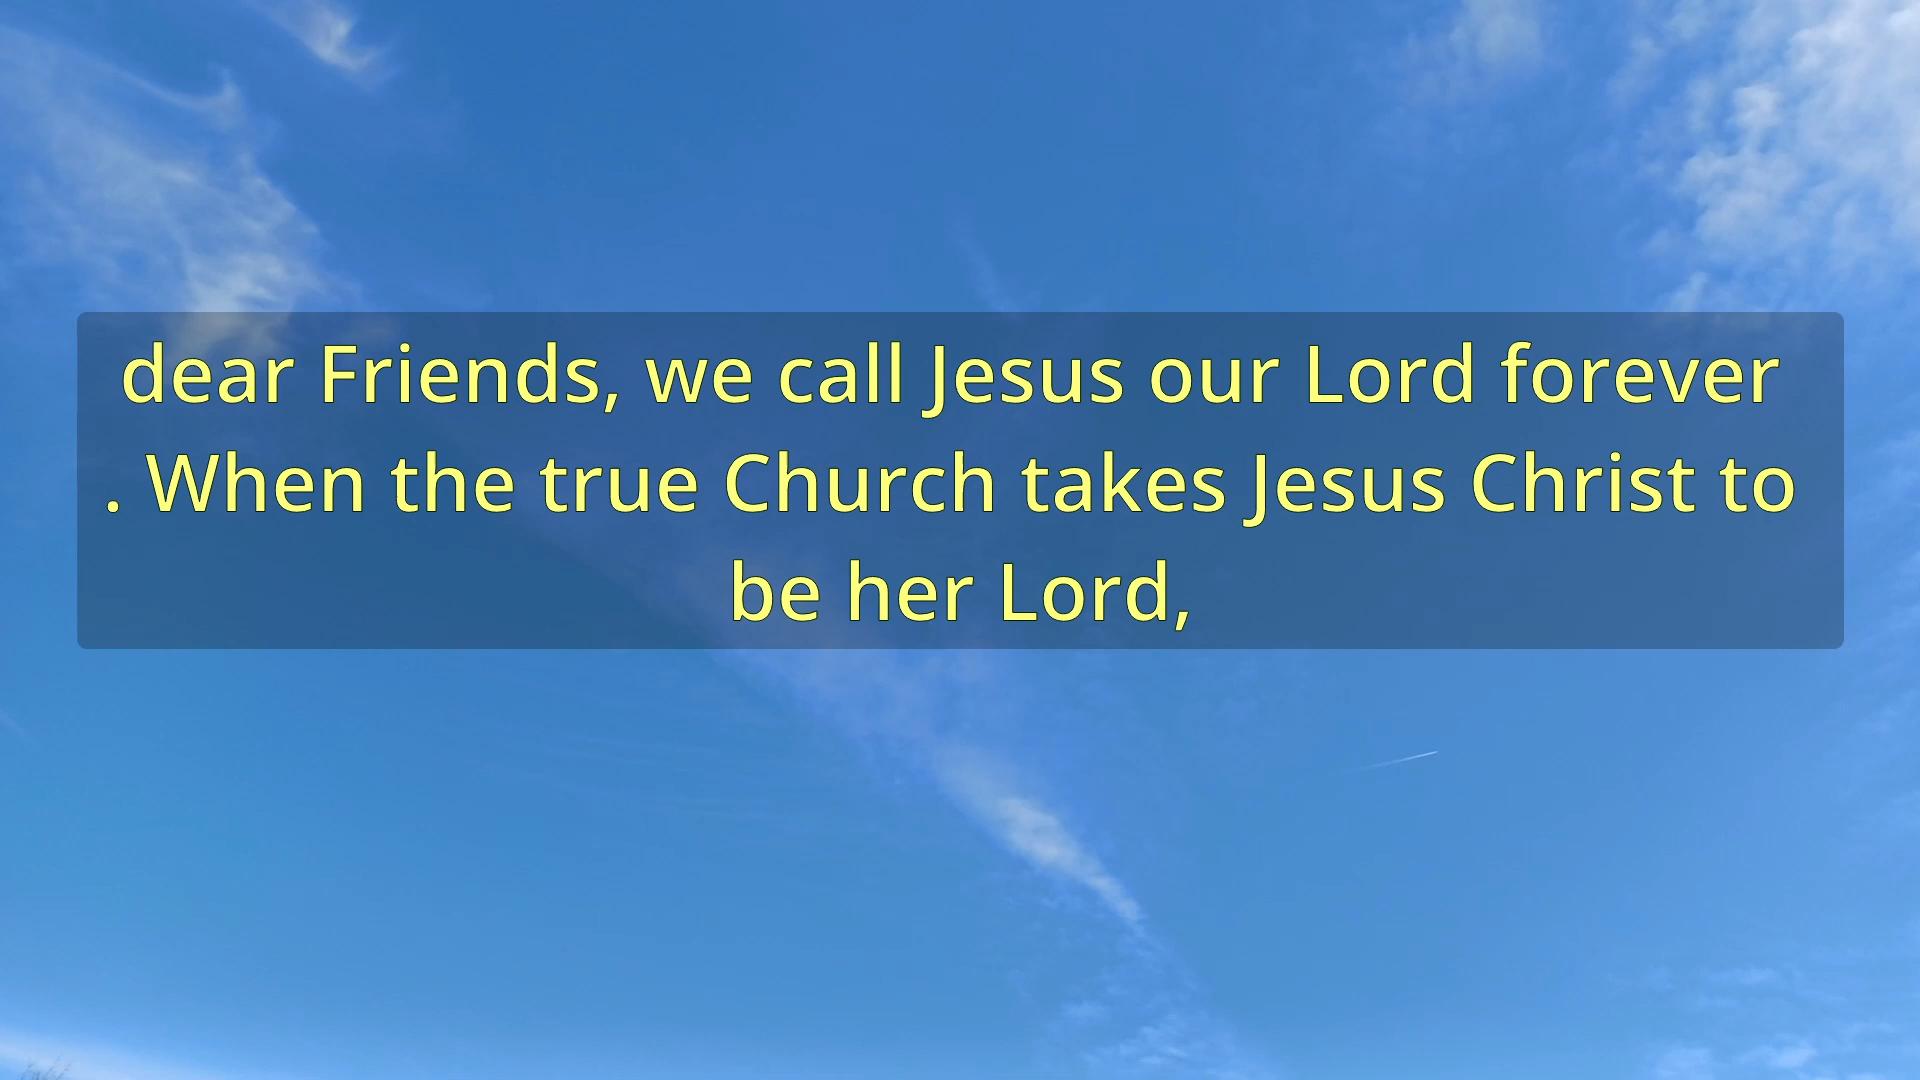 dear Friends, we call Jesus our Lord forever
. When the true Church takes Jesus Christ to
be her Lord,